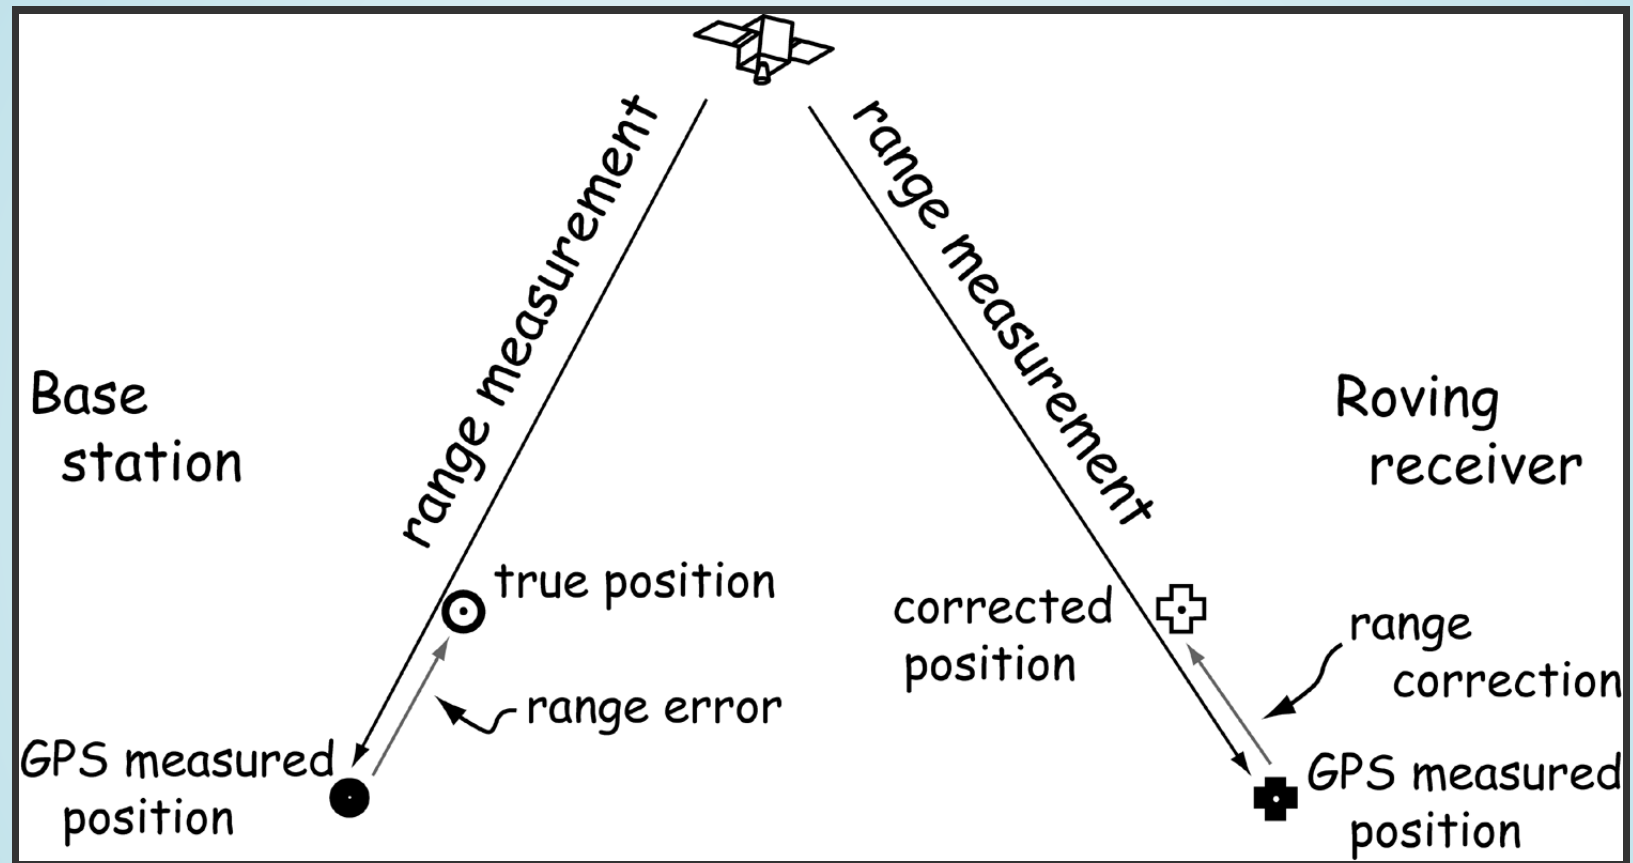 range measurement
range measurement
Base
station
Roving
receiver
true position
corrected
position
range
correction
range error
GPS measured
position
GPS measured
position